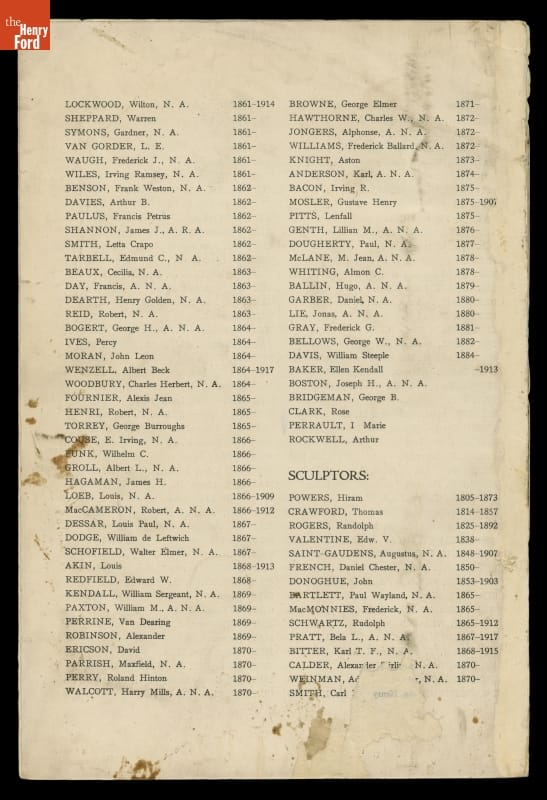 the
Henry
Ford
LOCKWOOD, Wilton, N. A. 1861-1914
SHEPPARD, Warren 1861-
SYMONS, Gardner, N. A. 1861-
VAN GORDER, L. E. 1861-
WAUGH, Frederick J., N. A. 1861-
WILES, Irving Ramsey, N. A. 1861-
BENSON, Frank Weston, N. A. 1862-
DAVIES, Arthur B. 1862-
PAULUS, Francis Petrus 1862-
SHANNON, James J., A. R. A. 1862-
SMITH, Letta Crapo 1862-
TARBELL, Edmund C., N. A. 1862-
BEAUX, Cecilia, N. A. 1863-
DAY, Francis, A. N. A. 1863-
DEARTH, Henry Golden, N. A. 1863-
REID, Robert, N. A. 1863-
BOGERT, George H., A. N. A. 1864-
IVES, Percy 1864-
MORAN, John Leon 1864-
WENZELL, Albert Beck 1864-1917
WOODBURY, Charles Herbert, N. A. 1864-
FOURNIER, Alexis Jean 1865-
HENRI, Robert, N. A. 1865-
TORREY, George Burroughs 1865-
COUSE, E. Irving, N. A. 1866-
FUNK, Wilhelm C. 1866-
GROLL, Albert L., N. A. 1866-
HAGAMAN, James H. 1866-
LOEB, Louis, N. A. 1866-1909
MacCAMERON, Robert, A. N. A. 1866-1912
DESSAR, Louis Paul, N. A. 1867-
DODGE, William de Leftwich 1867-
SCHOFIELD, Walter Elmer, N. A. 1867-
AKIN, Louis 1868-1913
REDFIELD, Edward W. 1868-
KENDALL, William Sergeant, N. A. 1869-
PAXTON, William M., A. N. A. 1869-
PERRINE, Van Dearing 1869-
ROBINSON, Alexander 1869-
ERICSON, David 1870-
PARRISH, Maxfield, N. A. 1870-
PERRY, Roland Hinton 1870-
WALCOTT, Harry Mills, A. N. A. 1870-
BROWNE, George Elmer 1871-
HAWTHORNE, Charles W., N. A. 1872-
JONGERS, Alphonse, A. N. A. 1872-
WILLIAMS, Frederick Ballard, N. A. 1872-
KNIGHT, Aston 1873-
ANDERSON, Karl, A. N. A. 1874-
BACON, Irving R. 1875-
MOSLER, Gustave Henry 1875-1907
PITTS, Lenfall 1875-
GENTH, Lillian M., A. N. A. 1876-
DOUGHERTY, Paul, N. A. 1877-
McLANE, M. Jean, A. N. A. 1878-
WHITING, Almon C. 1878-
BALLIN, Hugo, A. N. A. 1879-
GARBER, Daniel, N. A. 1880-
LIE, Jonas, A. N. A. 1880-
GRAY, Frederick G. 1881-
BELLOWS, George W., N. A. 1882-
DAVIS, William Steeple 1884-
BAKER, Ellen Kendall -1913
BOSTON, Joseph H., A. N. A.
BRIDGEMAN, George B.
CLARK, Rose
PERRAULT, I Marie
ROCKWELL, Arthur
SCULPTORS:
POWERS, Hiram 1805-1873
CRAWFORD, Thomas 1814-1857
ROGERS, Randolph 1825-1892
VALENTINE, Edw. V. 1838-
SAINT-GAUDENS, Augustus, N. A. 1848-1907
FRENCH, Daniel Chester, N. A. 1850-
DONOGHUE, John 1853-1903
BARTLETT, Paul Wayland, N. A. 1865-
MacMONNIES, Frederick, N. A. 1865-
SCHWARTZ, Rudolph 1865-1912
PRATT, Bela L., A. N. A. 1867-1917
BITTER, Karl T. F., N. A. 1868-1915
CALDER, Alexander N. A. 1870-
WEINMAN, N. A. 1870-
SMITH, Carl